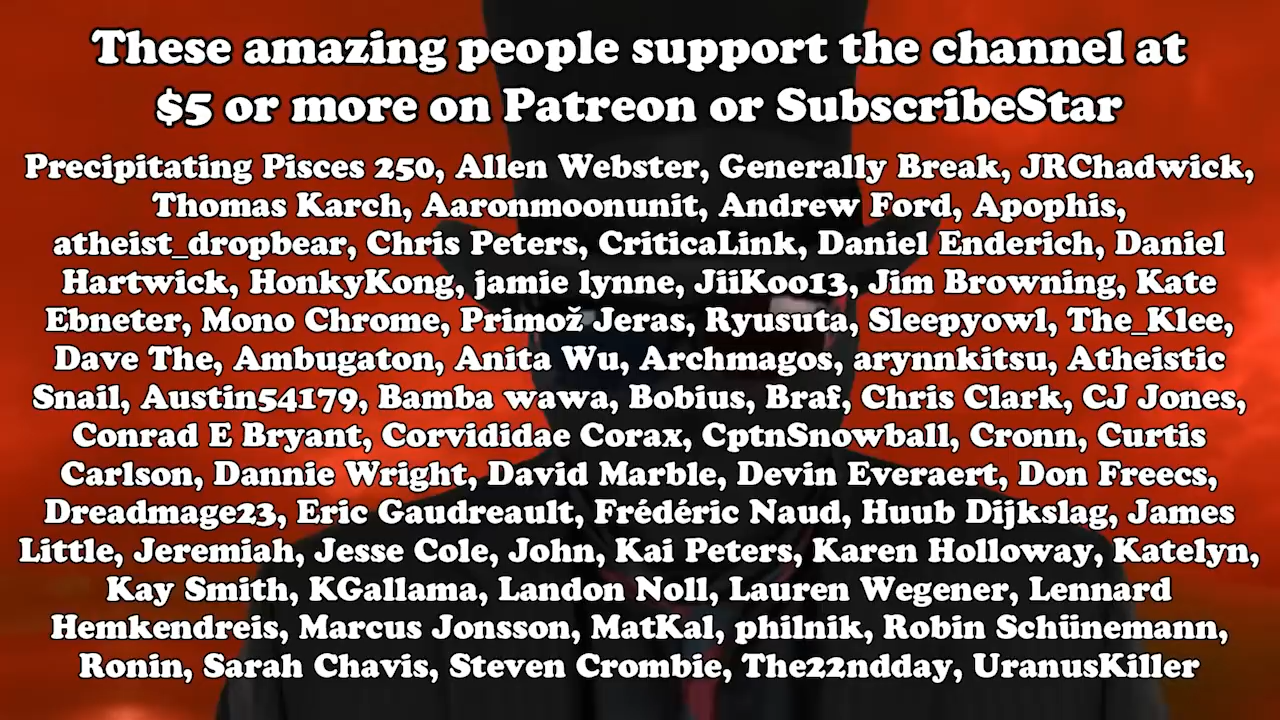 These amazing people support the channel at
$5 or more on Patreon or SubscribeStar
Precipitating Pisces 250, Allen Webster, Generally Break, JRChadwick,
Thomas Karch, Aaronmoonunit, Andrew Ford, Apophis,
atheist_dropbear, Chris Peters, CriticaLink, Daniel Enderich, Daniel
Hartwick, HonkyKong, jamie lynne, JiiKoo13, Jim Browning, Kate
Ebneter, Mono Chrome, Primož Jeras, Ryusuta, Sleepyowl, The_Klee,
Dave The, Ambugaton, Anita Wu, Archmagos, arynnkitsu, Atheistic
Snail, Austin54179, Bamba wawa, Bobius, Braf, Chris Clark, CJ Jones,
Conrad E Bryant, Corvididae Corax, CptnSnowball, Cronn, Curtis
Carlson, Dannie Wright, David Marble, Devin Everaert, Don Freecs,
Dreadmage23, Eric Gaudreault, Frédéric Naud, Huub Dijkslag, James
Little, Jeremiah, Jesse Cole, John, Kai Peters, Karen Holloway, Katelyn,
Kay Smith, KGallama, Landon Noll, Lauren Wegener, Lennard
Hemkendreis, Marcus Jonsson, MatKal, philnik, Robin Schünemann,
Ronin, Sarah Chavis, Steven Crombie, The22ndday, UranusKiller